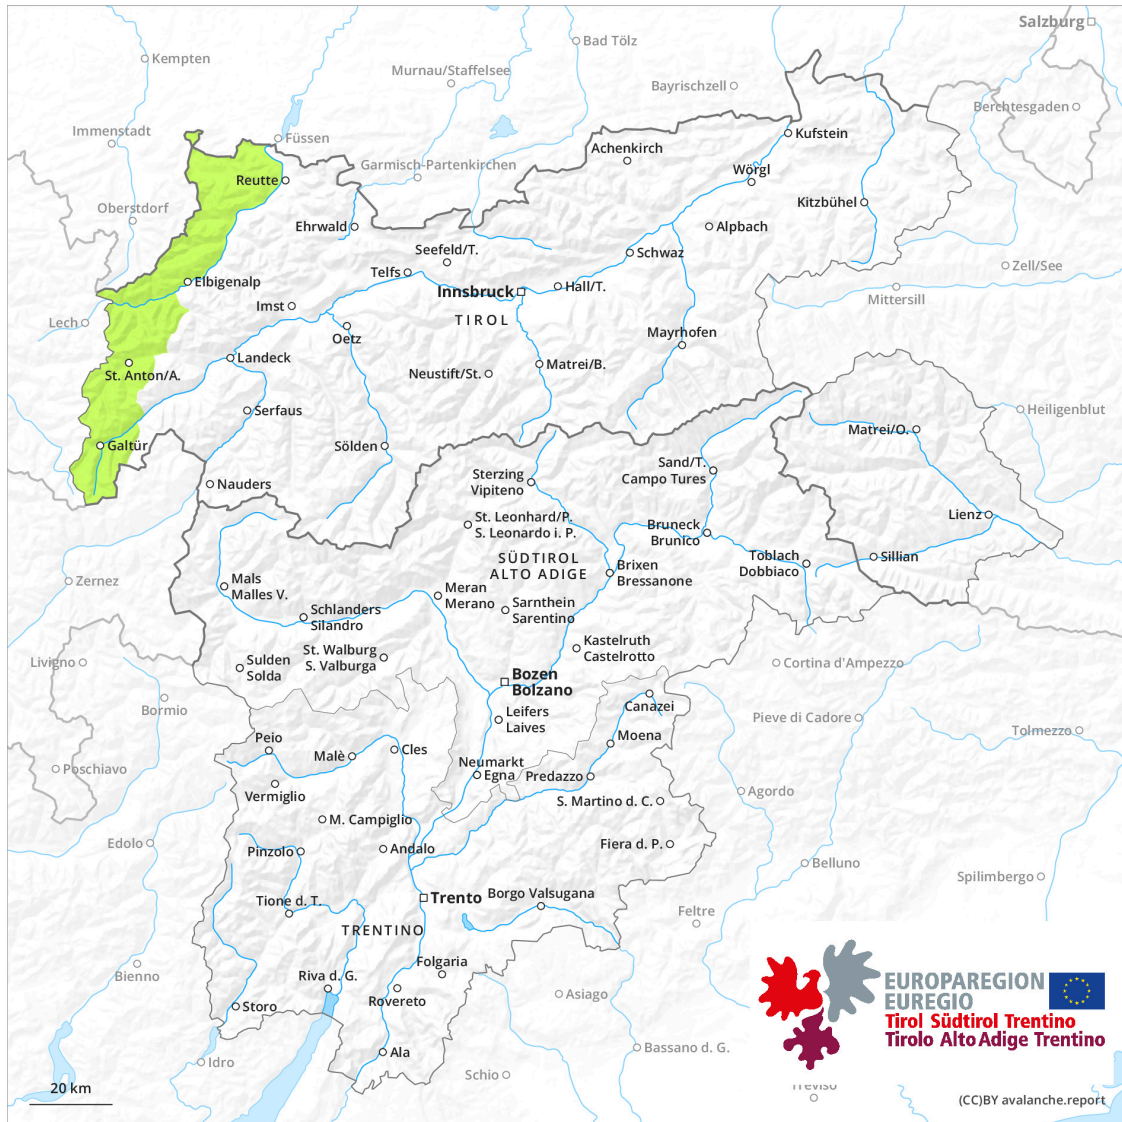 Salzburg
Bad Tölz
Kempten
Murnau/Staffelsee
Bayrischzell
Berchtesgaden
Immenstadt
Füssen
Kufstein
Achenkirch
Garmisch-Partenkirchen
Wörgl
Reutte
Kitzbühel
Oberstdorf
Ehrwald
Alpbach
Seefeld/T.
Schwaz
Zell/See
Telfs
Elbigenalp
Innsbruck
Hall/T.
Mittersill
Imst
TIROL
Lech
Oetz
Mayrhofen
Landeck
Matrei/B.
St. Anton/A.
Neustift/St.
Serfaus
Heiligenblut
Matrei/O.
Galtür
Sölden
Sand/T.
Campo Tures
Sterzing
Vipiteno
Nauders
Lienz
St. Leonhard/P.
S. Leonardo i. P.
Bruneck
Brunico
SÜDTIROL
ALTO ADIGE
Toblach
Dobbiaco
Sillian
Brixen
Bressanone
Zernez
Mals
Malles V.
Meran
Merano
Sarnthein
Sarentino
Schlanders
Silandro
Kastelruth
Castelrotto
St. Walburg
S. Valburga
Livigno
Sulden
Solda
Cortina d'Ampezzo
Bozen
Bolzano
Bormio
Canazei
Leifers
Laives
Pieve di Cadore
Tolmezzo
Peio
Moena
Malè
Cles
Neumarkt
Egna
Poschiavo
Predazzo
Vermiglio
Agordo
S. Martino d. C.
M. Campiglio
Edolo
Fiera d. P.
Pinzolo
Andalo
Belluno
Spilimbergo
Trento
Borgo Valsugana
Tione d. T.
Feltre
TRENTINO
Folgaria
Bienno
Riva d. G.
EUROPAREGION
EUREGIO
Asiago
Rovereto
Storo
Tirol Südtirol Trentino
Tirolo Alto Adige Trentino
Bassano d. G.
Ala
Idro
Schio
Treviso
20 km
(CC)BY avalanche.report